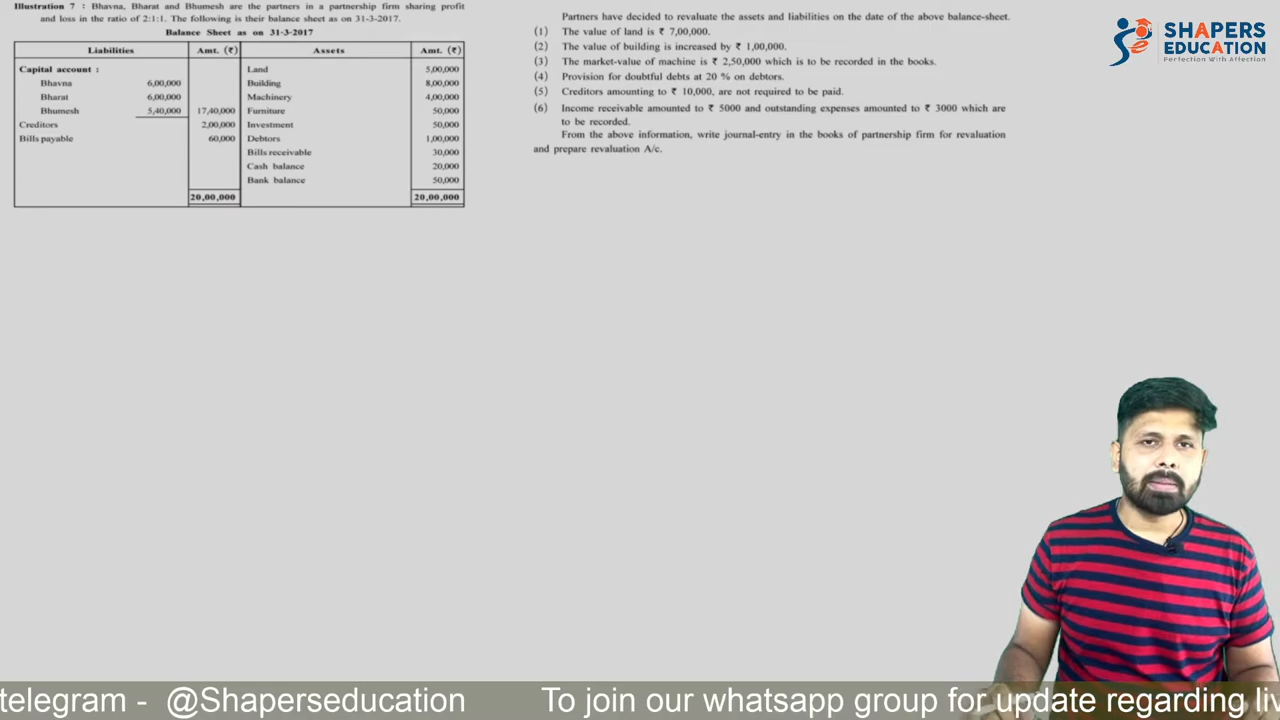 Illustration 7 : Bhavna, Bharat and Bhumesh are the partners in a partnership firm sharing profit
and loss in the ratio of 2:1:1. The following is their balance sheet as on 31-3-2017.
Balance Sheet as on 31-3-2017
Liabilities Amt. (₹) Assets Amt. (₹)
Capital account : Land 5,00,000
Bhavna 6,00,000 Building 8,00,000
Bharat 6,00,000 Machinery 4,00,000
Bhumesh 5,40,000 17,40,000 Furniture 50,000
Creditors 2,00,000 Investment 50,000
Bills payable 60,000 Debtors 1,00,000
Bills receivable 30,000
Cash balance 20,000
Bank balance 50,000
20,00,000 20,00,000
Partners have decided to revaluate the assets and liabilities on the date of the above balance-sheet.
(1) The value of land is ₹ 7,00,000.
(2) The value of building is increased by ₹ 1,00,000.
(3) The market-value of machine is ₹ 2,50,000 which is to be recorded in the books.
(4) Provision for doubtful debts at 20 % on debtors.
(5) Creditors amounting to ₹ 10,000, are not required to be paid.
(6) Income receivable amounted to ₹ 5000 and outstanding expenses amounted to ₹ 3000 which are
to be recorded.
From the above information, write journal-entry in the books of partnership firm for revaluation
and prepare revaluation A/c.
SHAPERS
EDUCATION
Perfection With Affection
telegram - @Shaperseducation To join our whatsapp group for update regarding liv